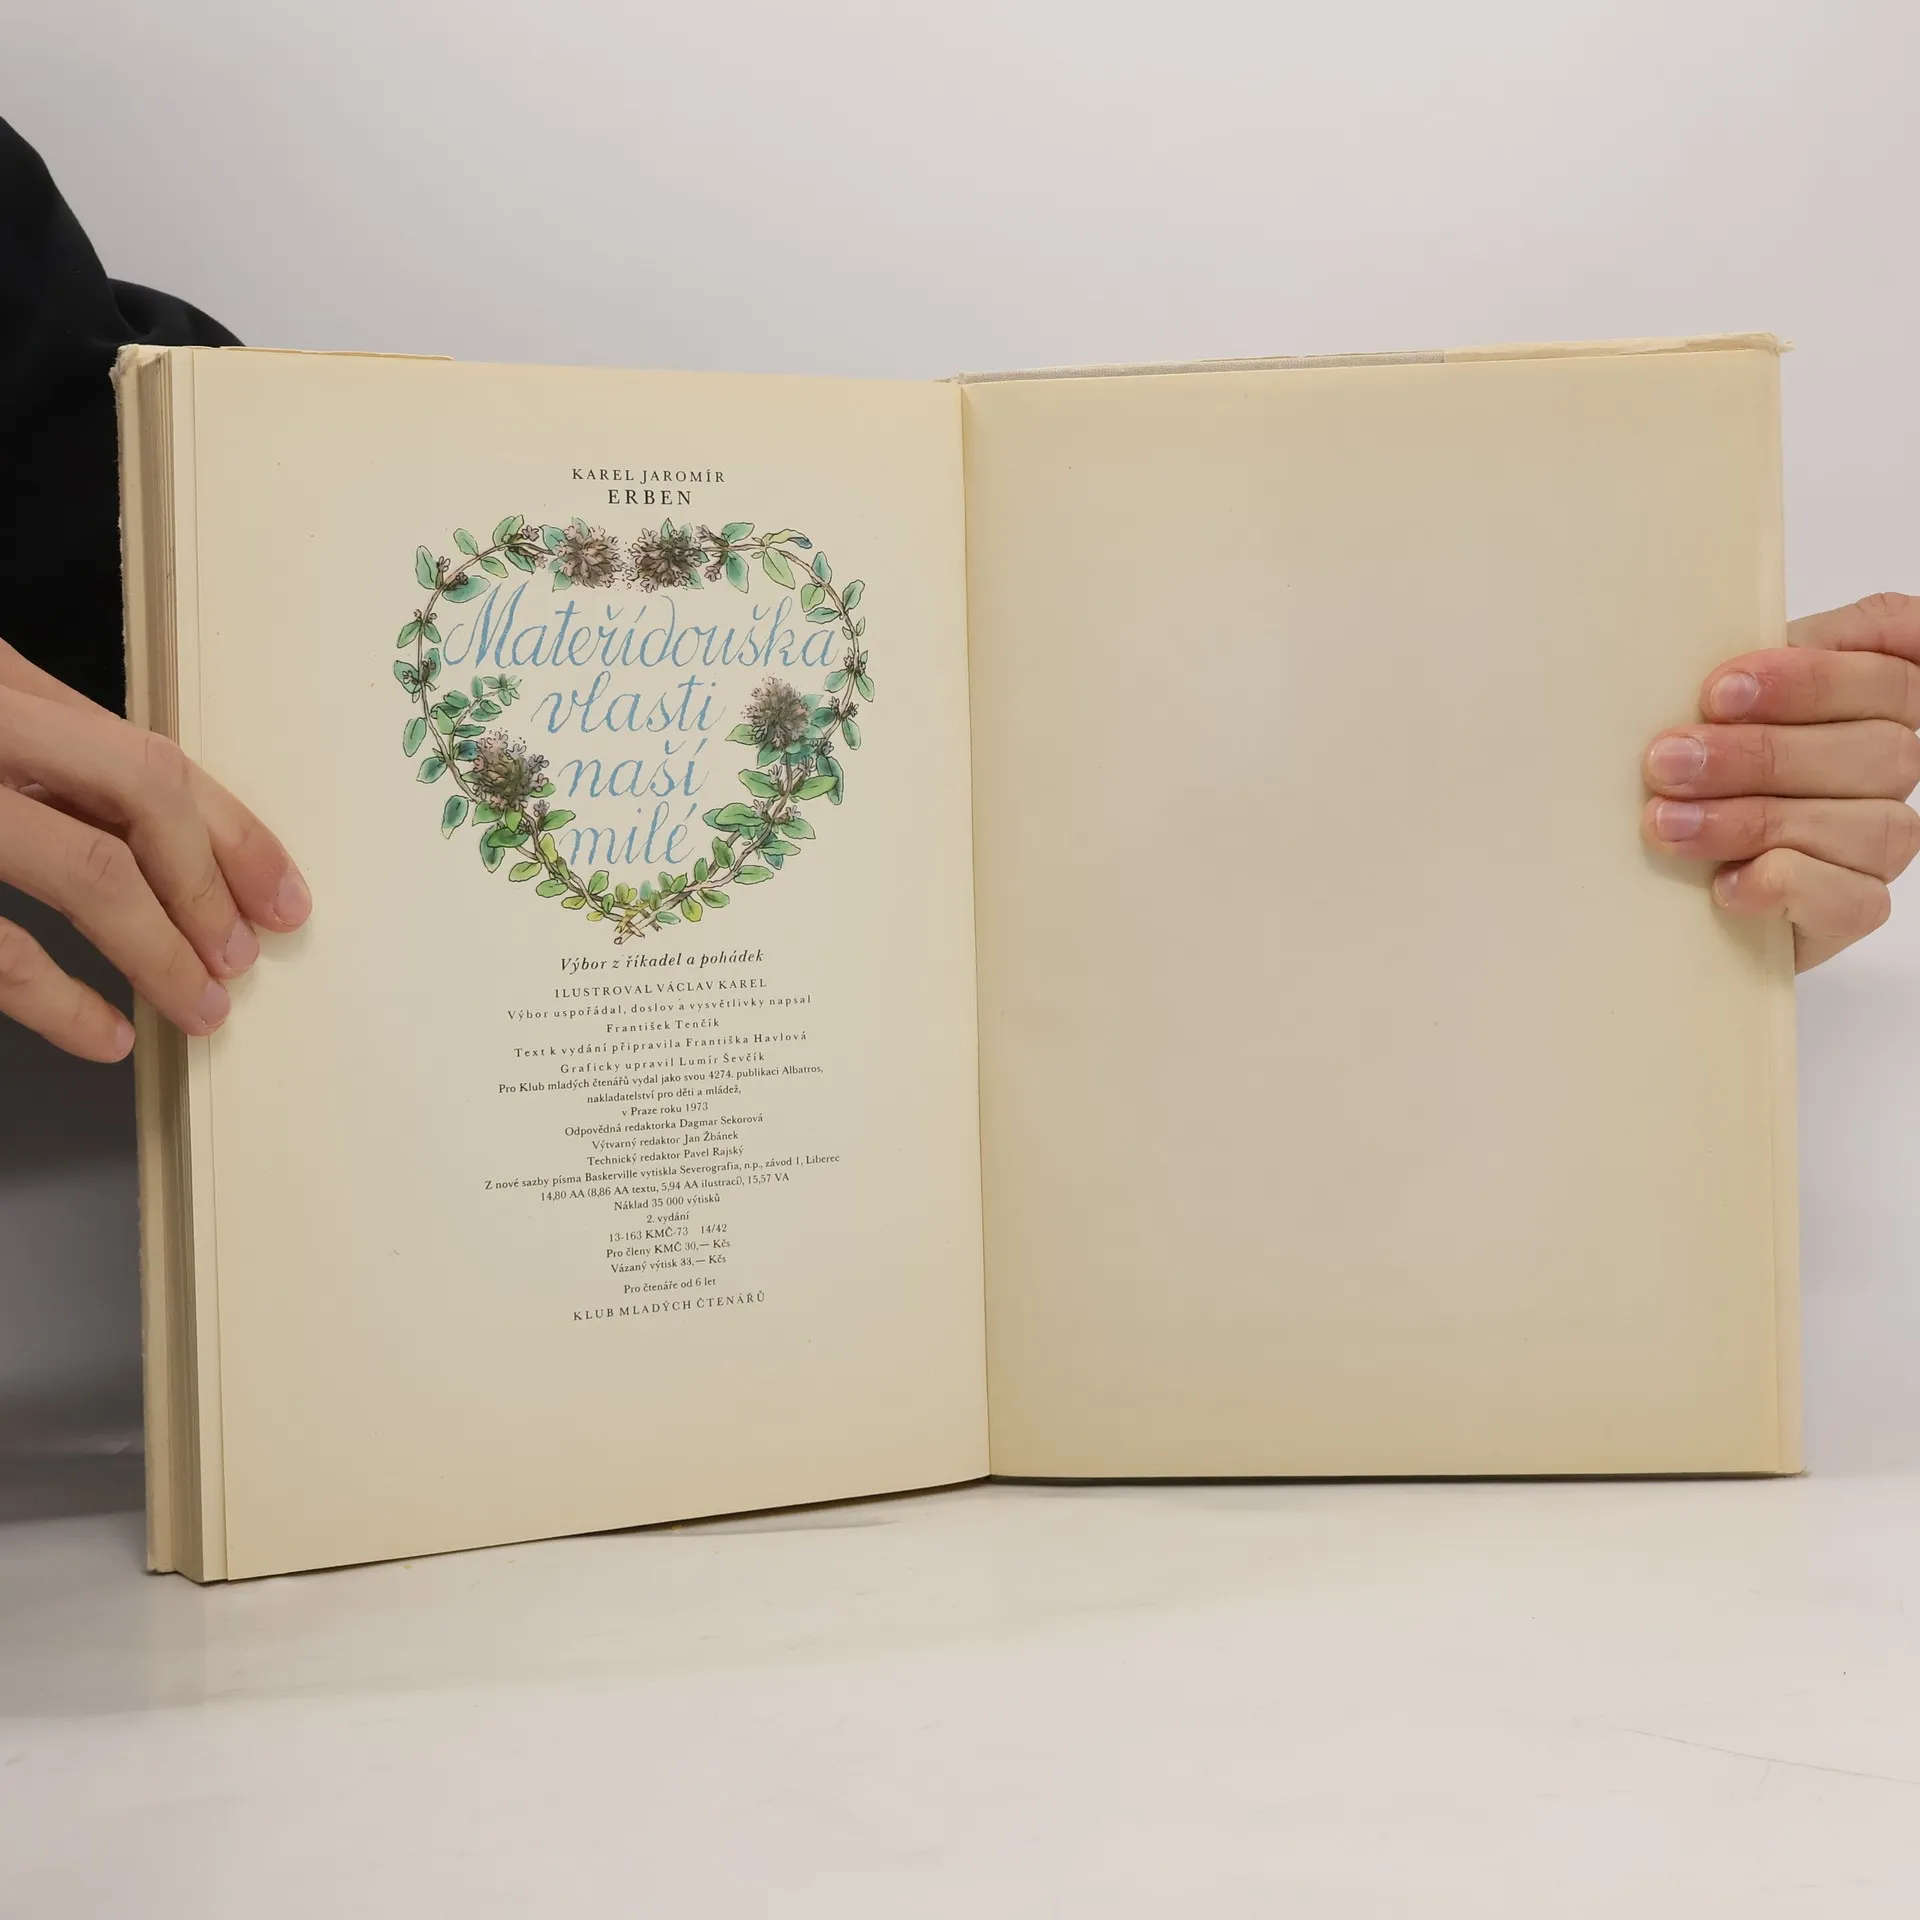 KAREL JAROMÍR
ERBEN
Mateřídouška
vlasti
naší
milé
Výbor z říkadel a pohádek
ILUSTROVAL VÁCLAV KAREL
Výbor uspořádal, doslov a vysvětlivky napsal
František Tenčík
Text k vydání připravila Františka Havlová
Graficky upravil Lumír Ševčík
Pro Klub mladých čtenářů vydal jako svou 4274. publikaci Albatros,
nakladatelství pro děti a mládež,
v Praze roku 1973
Odpovědná redaktorka Dagmar Sekorová
Výtvarný redaktor Jan Žbánek
Technický redaktor Pavel Rajský
Z nové sazby písma Baskerville vytiskla Severografia, n.p., závod 1, Liberec
14,80 AA (8,86 AA textu, 5,94 AA ilustrací), 15,57 VA
Náklad 35 000 výtisků
2. vydání
13-163 KMČ-73 14/42
Pro členy KMČ 30,— Kčs
Vázaný výtisk 33,— Kčs
Pro čtenáře od 6 let
KLUB MLADÝCH ČTENÁŘŮ